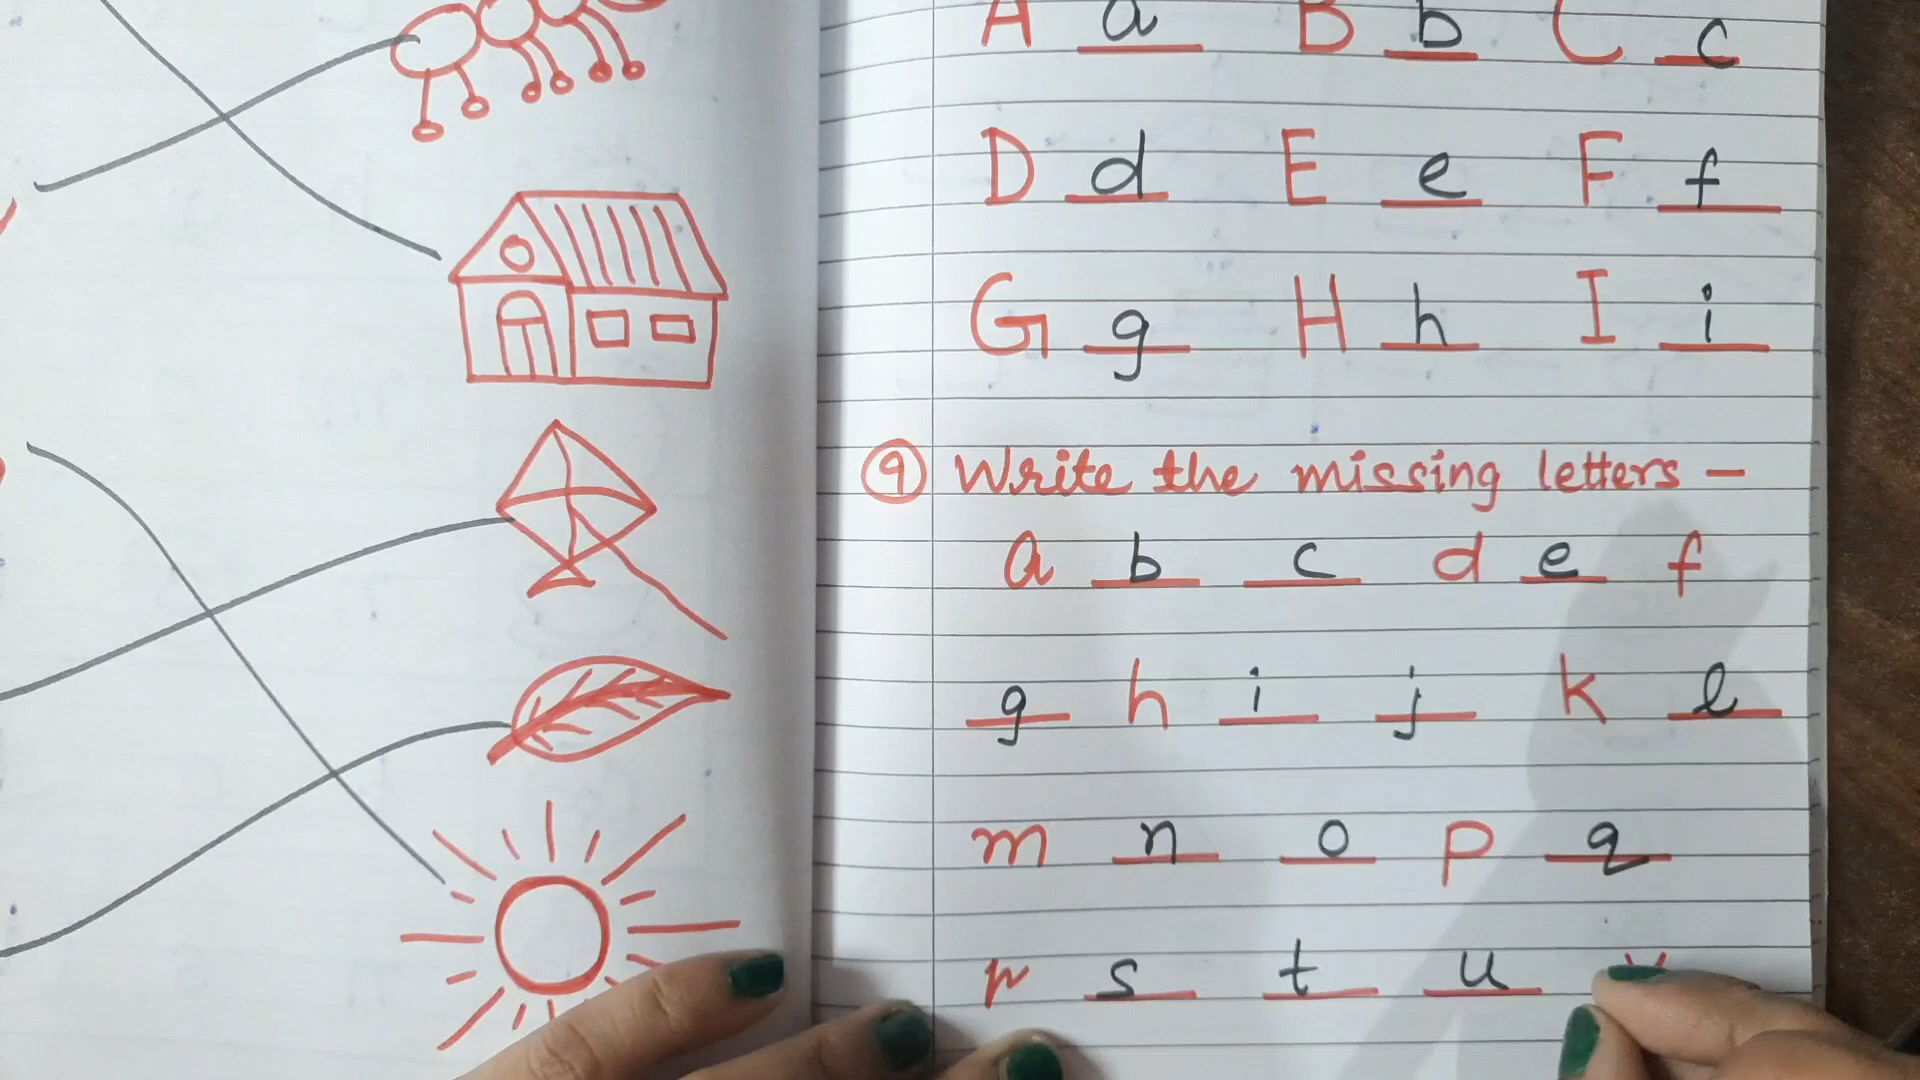 A a B b C c
D d E e F f
G g H h I i
9 Write the missing letters -
a b c d e f
g h i j k l
m n o p q
r s t u